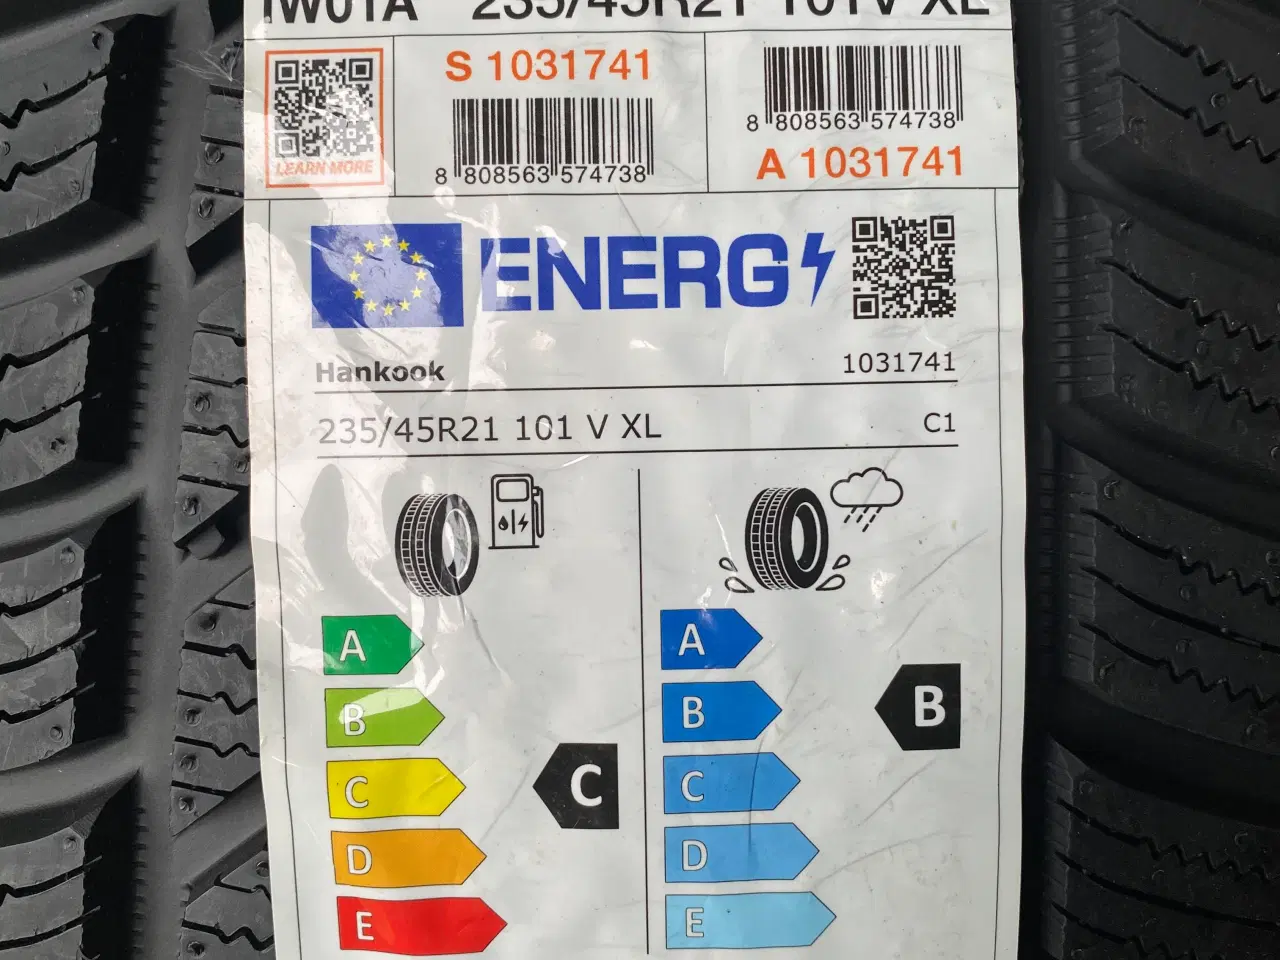 IW01A 235/45R21 101V XL
S 1031741
8 808563 574738
LEARN MORE
8 808563 574738
A 1031741
ENERG
Hankook 1031741
235/45R21 101 V XL C1
A
B
C
D
E
C
A
B
C
D
E
B